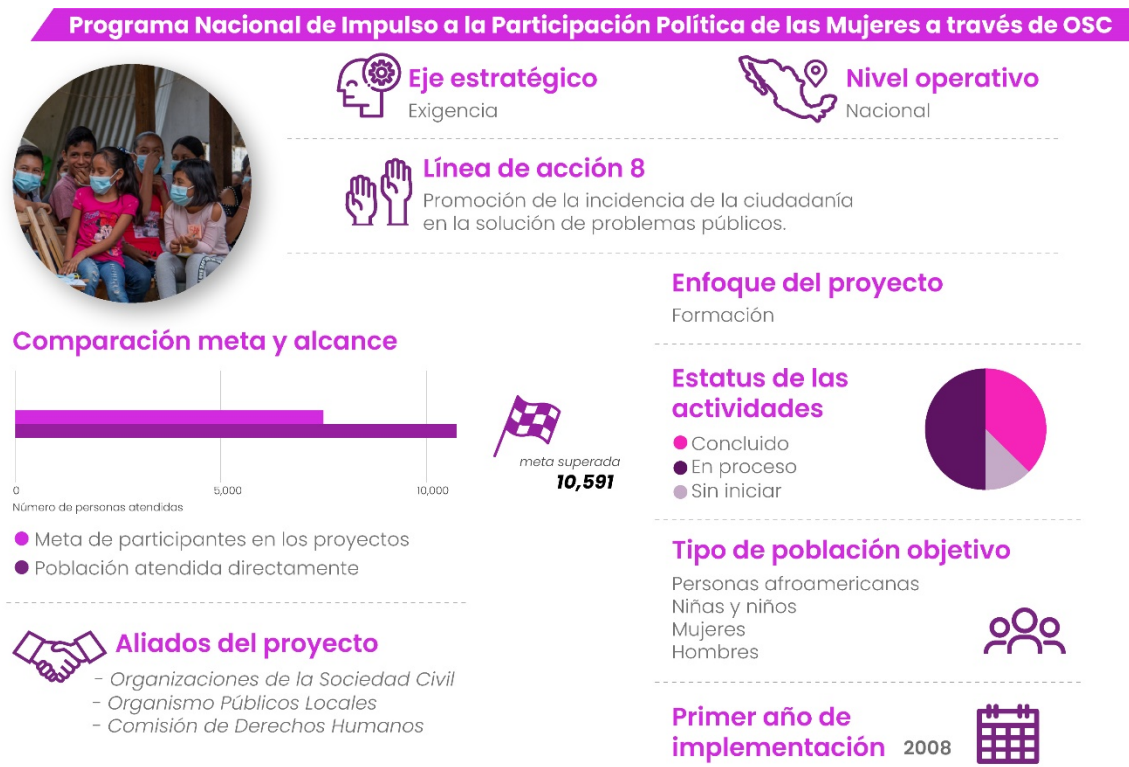 Programa Nacional de Impulso a la Participación Política de las Mujeres a través de OSC
Eje estratégico
Exigencia
Nivel operativo
Nacional
Línea de acción 8
Promoción de la incidencia de la ciudadanía
en la solución de problemas públicos.
Comparación meta y alcance
0
5,000
10,000
Número de personas atendidas
meta superada
10,591
Meta de participantes en los proyectos
Población atendida directamente
Aliados del proyecto
- Organizaciones de la Sociedad Civil
- Organismo Públicos Locales
- Comisión de Derechos Humanos
Enfoque del proyecto
Formación
Estatus de las
actividades
Concluido
En proceso
Sin iniciar
Tipo de población objetivo
Personas afroamericanas
Niñas y niños
Mujeres
Hombres
Primer año de
implementación 2008